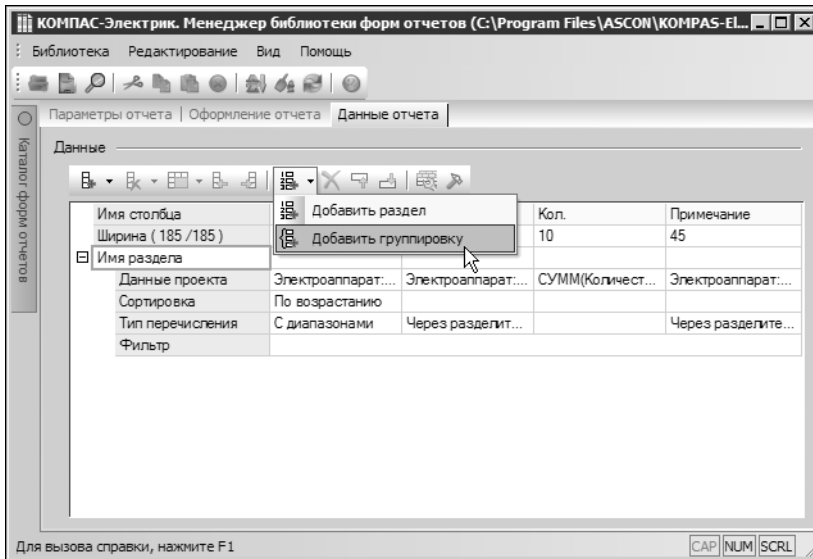 КОМПАС-Электрик. Менеджер библиотеки форм отчетов (C:\Program Files\ASCON\KOMPAS-El...
Библиотека Редактирование Вид Помощь
Параметры отчета Оформление отчета Данные отчета
Каталог форм отчетов
Данные
Добавить раздел
Добавить группировку
Имя столбца Кол. Примечание
Ширина ( 185 /185 ) 10 45
Имя раздела
Данные проекта Электроаппарат:... Электроаппарат:... СУММ(Количест... Электроаппарат:...
Сортировка По возрастанию
Тип перечисления С диапазонами Через разделит... Через разделите...
Фильтр
Для вызова справки, нажмите F1 CAP NUM SCRL